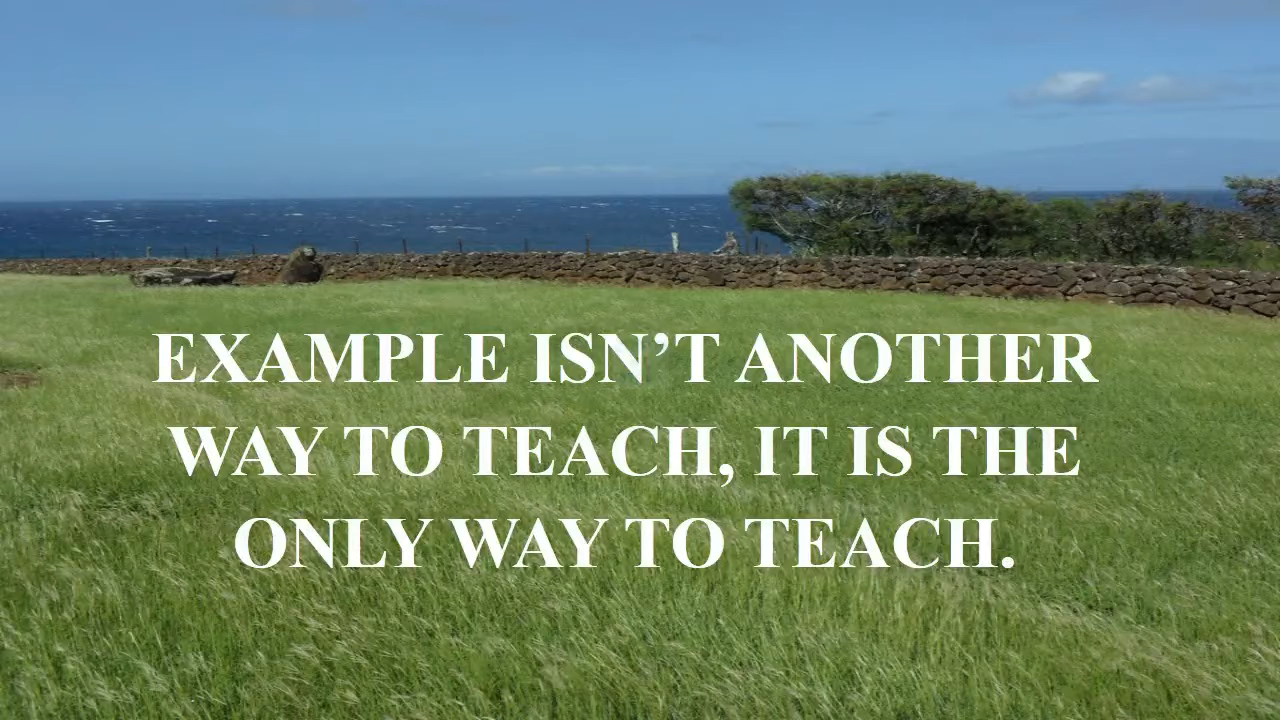 EXAMPLE ISN’T ANOTHER
WAY TO TEACH, IT IS THE
ONLY WAY TO TEACH.